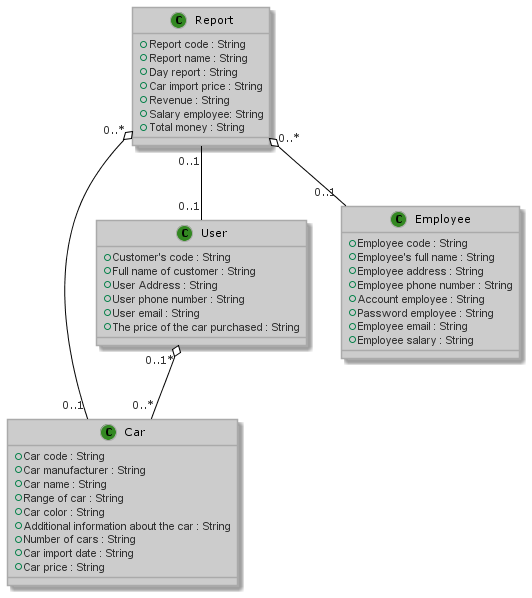 C Report
Report code : String
Report name : String
Day report : String
Car import price : String
Revenue : String
Salary employee: String
Total money : String
0..*
0..*
0..1
0..1
0..1
C User
Customer's code : String
Full name of customer : String
User Address : String
User phone number : String
User email : String
The price of the car purchased : String
C Employee
Employee code : String
Employee's full name : String
Employee address : String
Employee phone number : String
Account employee : String
Password employee : String
Employee email : String
Employee salary : String
0..1*
0..1
0..*
C Car
Car code : String
Car manufacturer : String
Car name : String
Range of car : String
Car color : String
Additional information about the car : String
Number of cars : String
Car import date : String
Car price : String